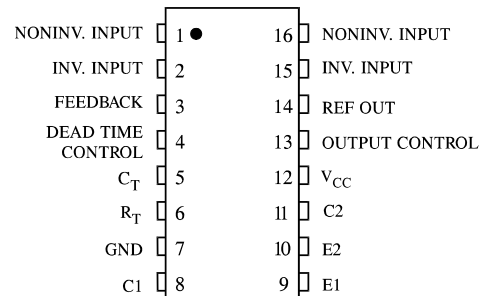 NONINV. INPUT 1 16 NONINV. INPUT
INV. INPUT 2 15 INV. INPUT
FEEDBACK 3 14 REF OUT
DEAD TIME
CONTROL 4 13 OUTPUT CONTROL
CT 5 12 VCC
RT 6 11 C2
GND 7 10 E2
C1 8 9 E1